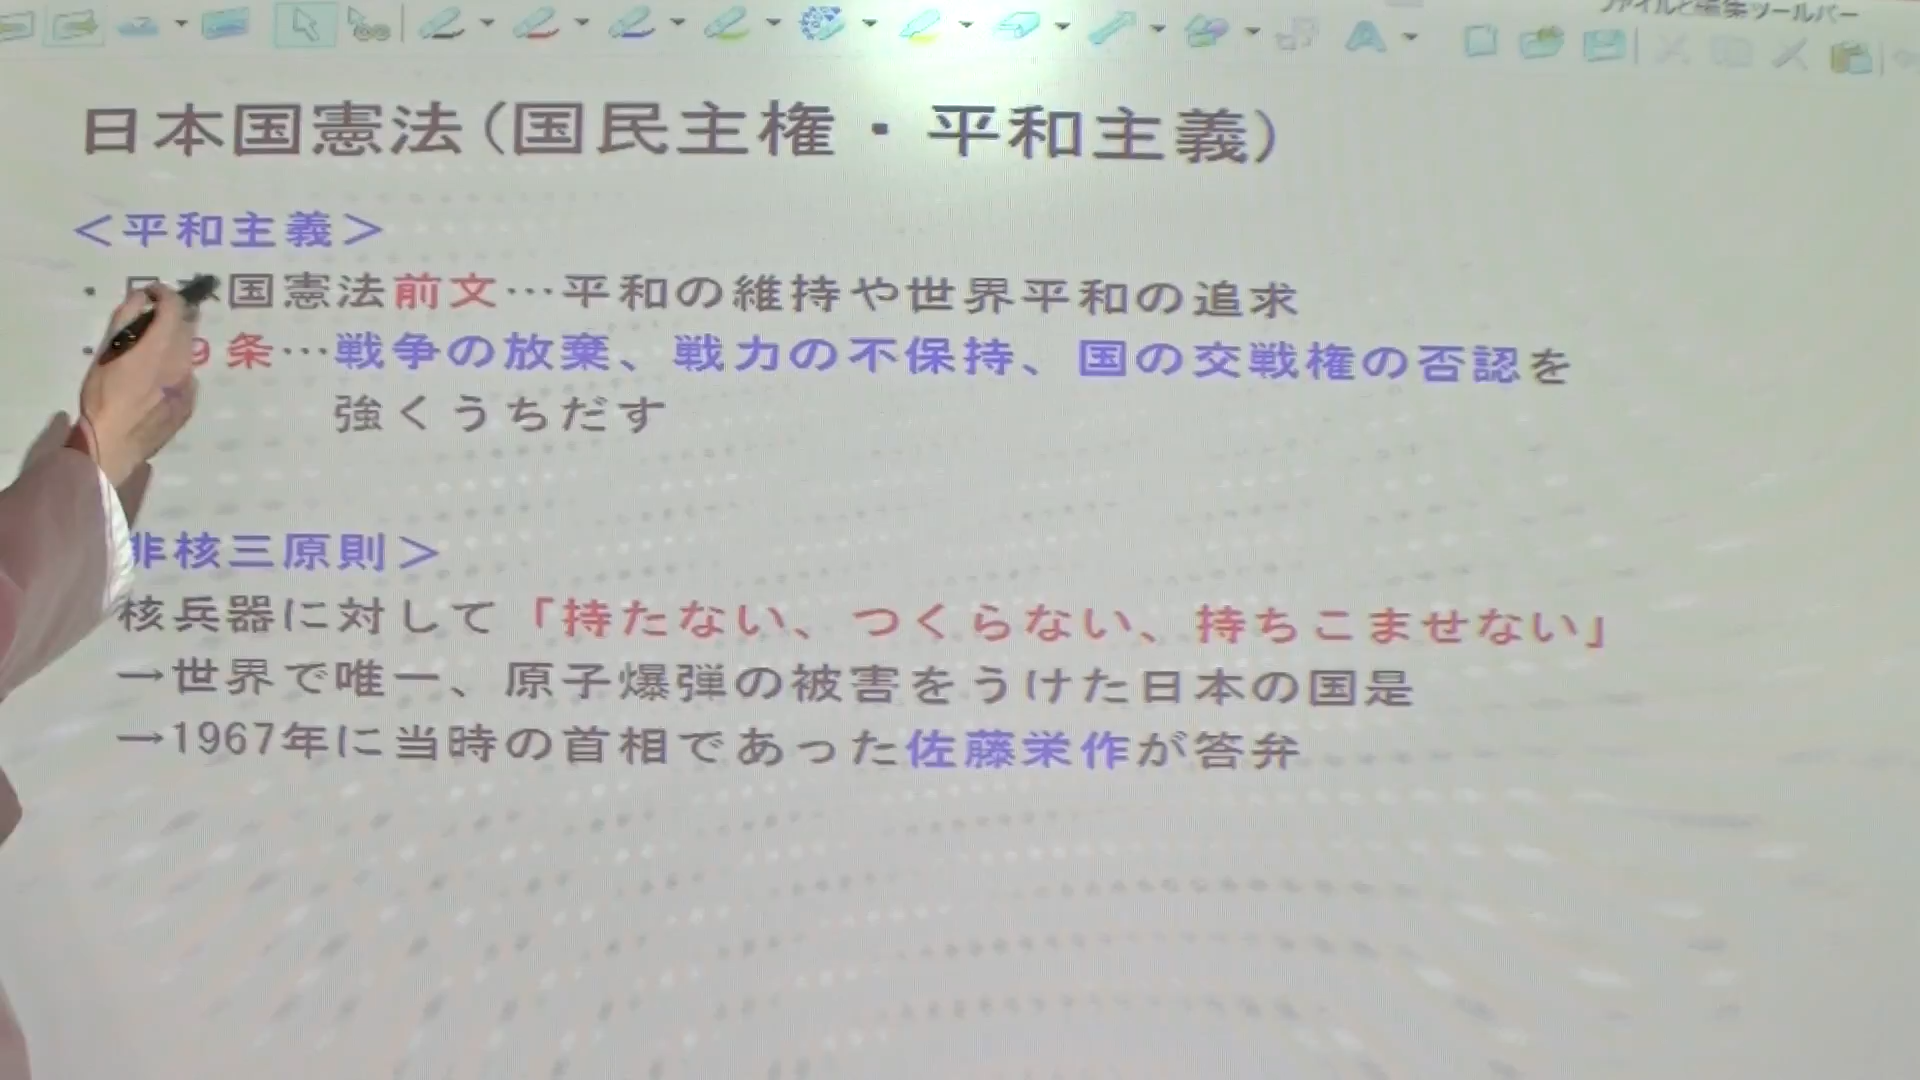 ファイルと編集ツールバー
日本国憲法(国民主権・平和主義)
＜平和主義＞
・日本国憲法前文…平和の維持や世界平和の追求
・9条…戦争の放棄、戦力の不保持、国の交戦権の否認を
強くうちだす
非核三原則＞
核兵器に対して「持たない、つくらない、持ちこませない」
→世界で唯一、原子爆弾の被害をうけた日本の国是
→1967年に当時の首相であった佐藤栄作が答弁